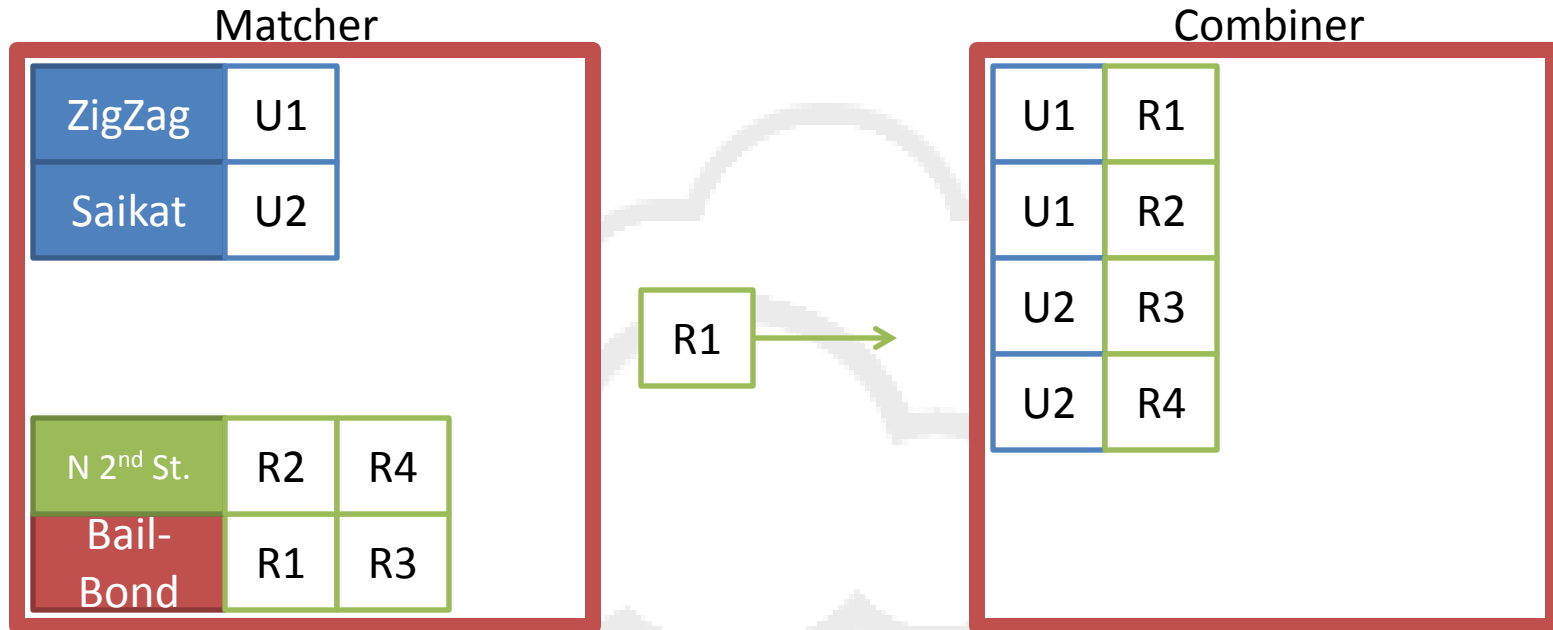 Matcher
Combiner
ZigZag U1
Saikat U2
N 2nd St. R2 R4
Bail-
Bond R1 R3
R1
U1 R1
U1 R2
U2 R3
U2 R4